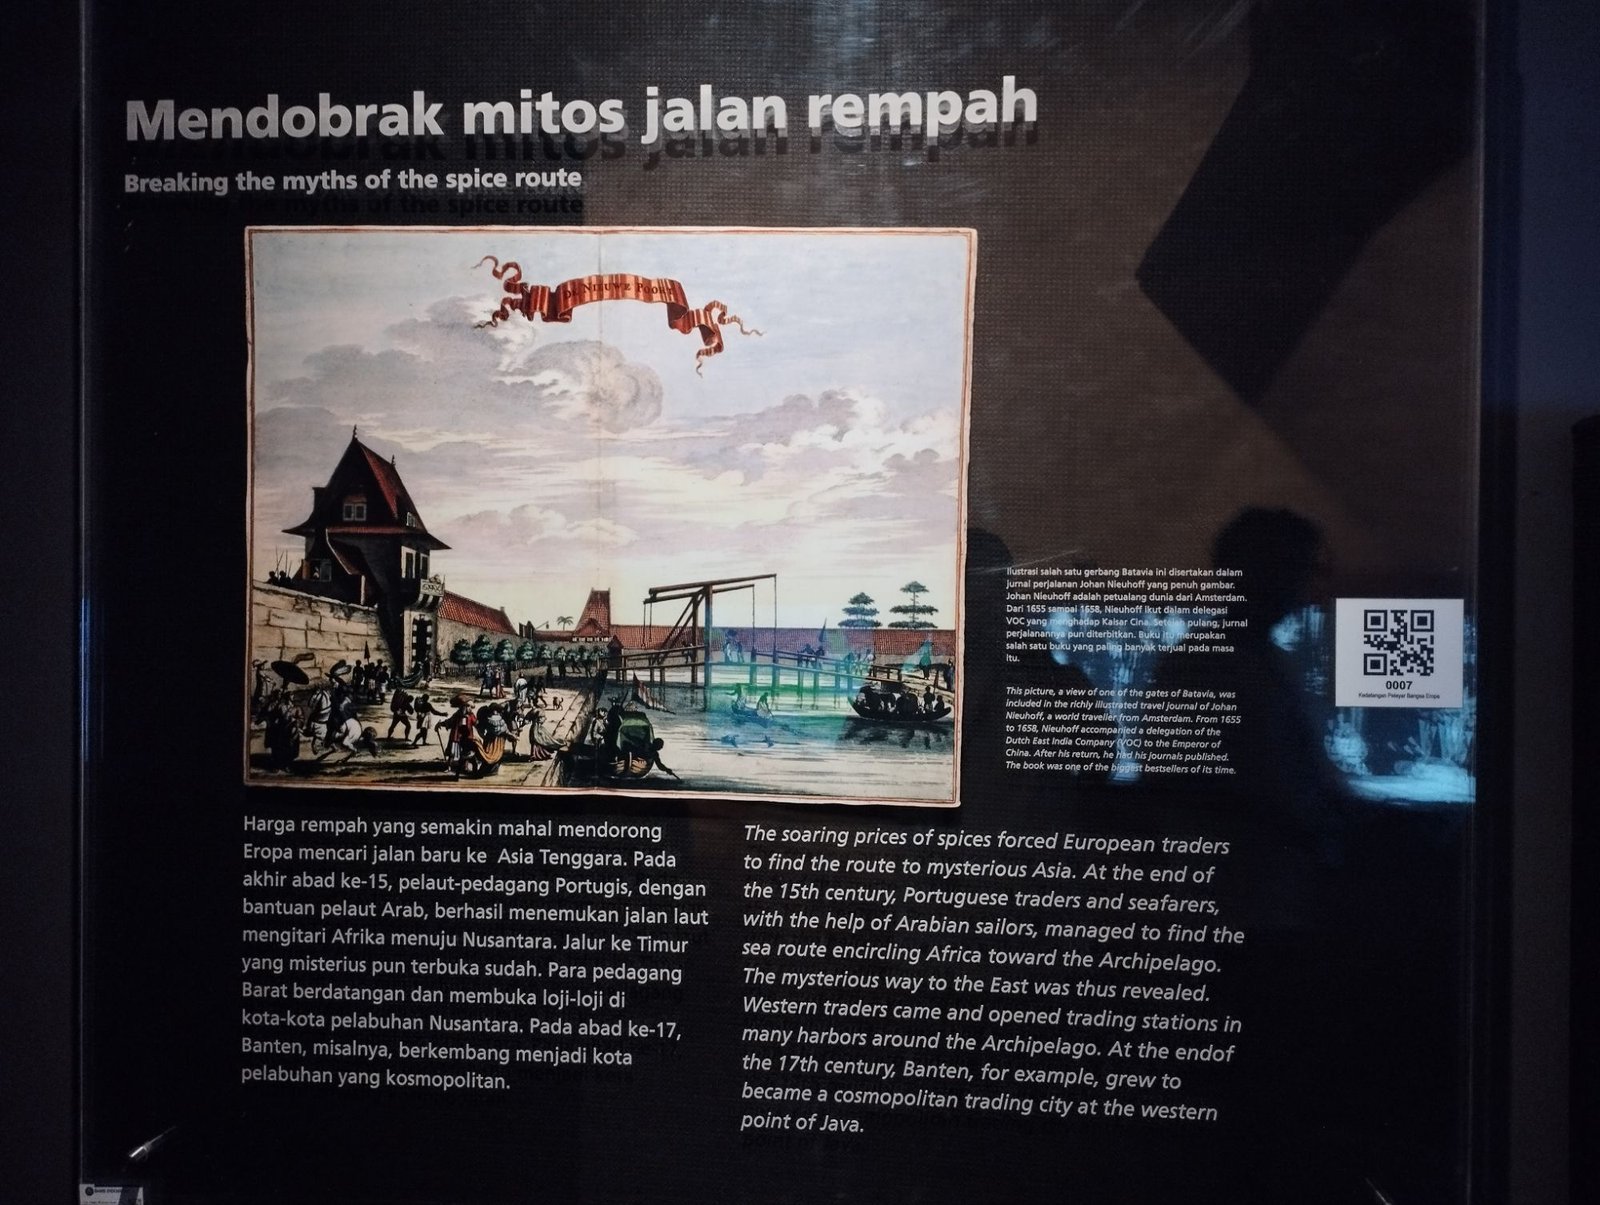 Mendobrak mitos jalan rempah
Breaking the myths of the spice route
DE NIEUWE POORT
Ilustrasi salah satu gerbang Batavia ini disertakan dalam
jurnal perjalanan Johan Nieuhoff yang penuh gambar.
Johan Nieuhoff adalah petualang dunia dari Amsterdam.
Dari 1655 sampai 1658, Nieuhoff ikut dalam delegasi
VOC yang menghadap Kaisar Cina. Setelah pulang, jurnal
perjalanannya pun diterbitkan. Buku itu merupakan
salah satu buku yang paling banyak terjual pada masa
itu.
This picture, a view of one of the gates of Batavia, was
included in the richly illustrated travel journal of Johan
Nieuhoff, a world traveller from Amsterdam. From 1655
to 1658, Nieuhoff accompanied a delegation of the
Dutch East India Company (VOC) to the Emperor of
China. After his return, he had his journals published.
The book was one of the biggest bestsellers of its time.
0007
Kedatangan Pelayar Bangsa Eropa
Harga rempah yang semakin mahal mendorong
Eropa mencari jalan baru ke Asia Tenggara. Pada
akhir abad ke-15, pelaut-pedagang Portugis, dengan
bantuan pelaut Arab, berhasil menemukan jalan laut
mengitari Afrika menuju Nusantara. Jalur ke Timur
yang misterius pun terbuka sudah. Para pedagang
Barat berdatangan dan membuka loji-loji di
kota-kota pelabuhan Nusantara. Pada abad ke-17,
Banten, misalnya, berkembang menjadi kota
pelabuhan yang kosmopolitan.
The soaring prices of spices forced European traders
to find the route to mysterious Asia. At the end of
the 15th century, Portuguese traders and seafarers,
with the help of Arabian sailors, managed to find the
sea route encircling Africa toward the Archipelago.
The mysterious way to the East was thus revealed.
Western traders came and opened trading stations in
many harbors around the Archipelago. At the endof
the 17th century, Banten, for example, grew to
became a cosmopolitan trading city at the western
point of Java.